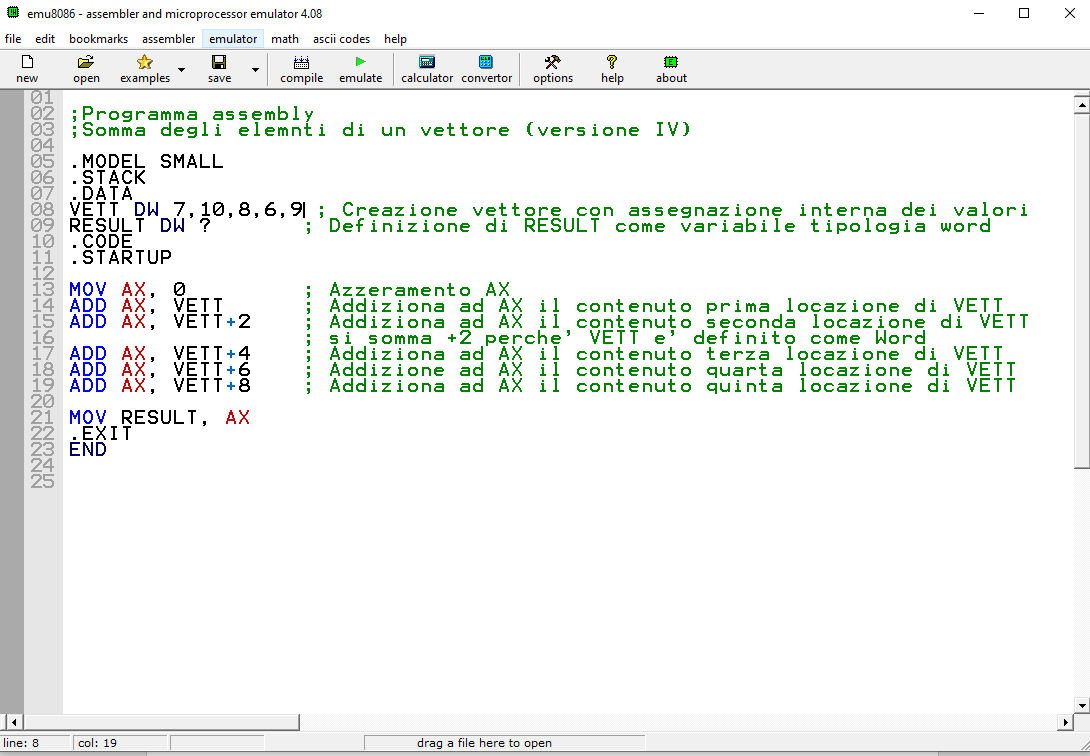 emu8086 - assembler and microprocessor emulator 4.08
file edit bookmarks assembler emulator math ascii codes help
new open examples save compile emulate calculator convertor options help about
01
02 ;Programma assembly
03 ;Somma degli elemnti di un vettore (versione IV)
04
05 .MODEL SMALL
06 .STACK
07 .DATA
08 VETT DW 7,10,8,6,9 ; Creazione vettore con assegnazione interna dei valori
09 RESULT DW ? ; Definizione di RESULT come variabile tipologia word
10 .CODE
11 .STARTUP
12
13 MOV AX, 0 ; Azzeramento AX
14 ADD AX, VETT ; Addiziona ad AX il contenuto prima locazione di VETT
15 ADD AX, VETT+2 ; Addiziona ad AX il contenuto seconda locazione di VETT
16 ; si somma +2 perche' VETT e' definito come Word
17 ADD AX, VETT+4 ; Addiziona ad AX il contenuto terza locazione di VETT
18 ADD AX, VETT+6 ; Addizione ad AX il contenuto quarta locazione di VETT
19 ADD AX, VETT+8 ; Addiziona ad AX il contenuto quinta locazione di VETT
20
21 MOV RESULT, AX
22 .EXIT
23 END
24
25
line: 8 col: 19 drag a file here to open